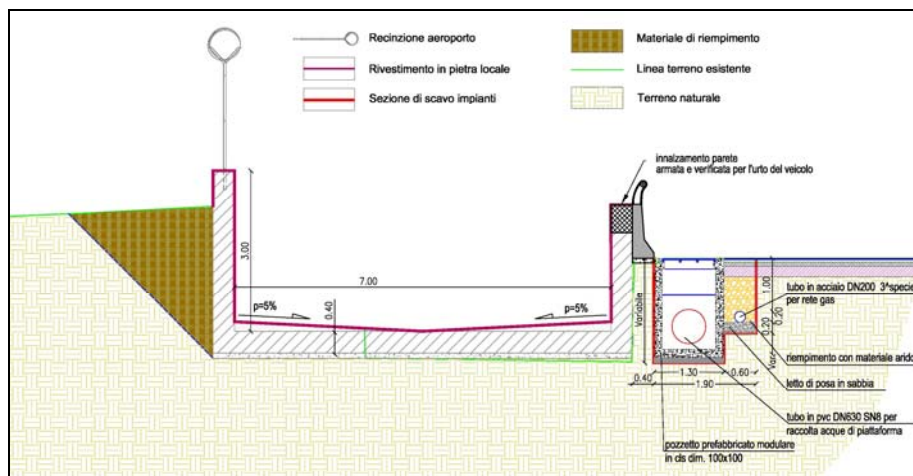 Recinzione aeroporto
Rivestimento in pietra locale
Sezione di scavo impianti
Materiale di riempimento
Linea terreno esistente
Terreno naturale
innalzamento parete
armata e verificata per l'urto del veicolo
3.00
7.00
p=5%
0.40
p=5%
Variabile
1.00
tubo in acciaio DN200 3^specie
per rete gas
0.20
0.20
riempimento con materiale arido
0.40
1.30
0.60
1.90
letto di posa in sabbia
tubo in pvc DN630 SN8 per
raccolta acque di piattaforma
pozzetto prefabbricato modulare
in cls dim. 100x100